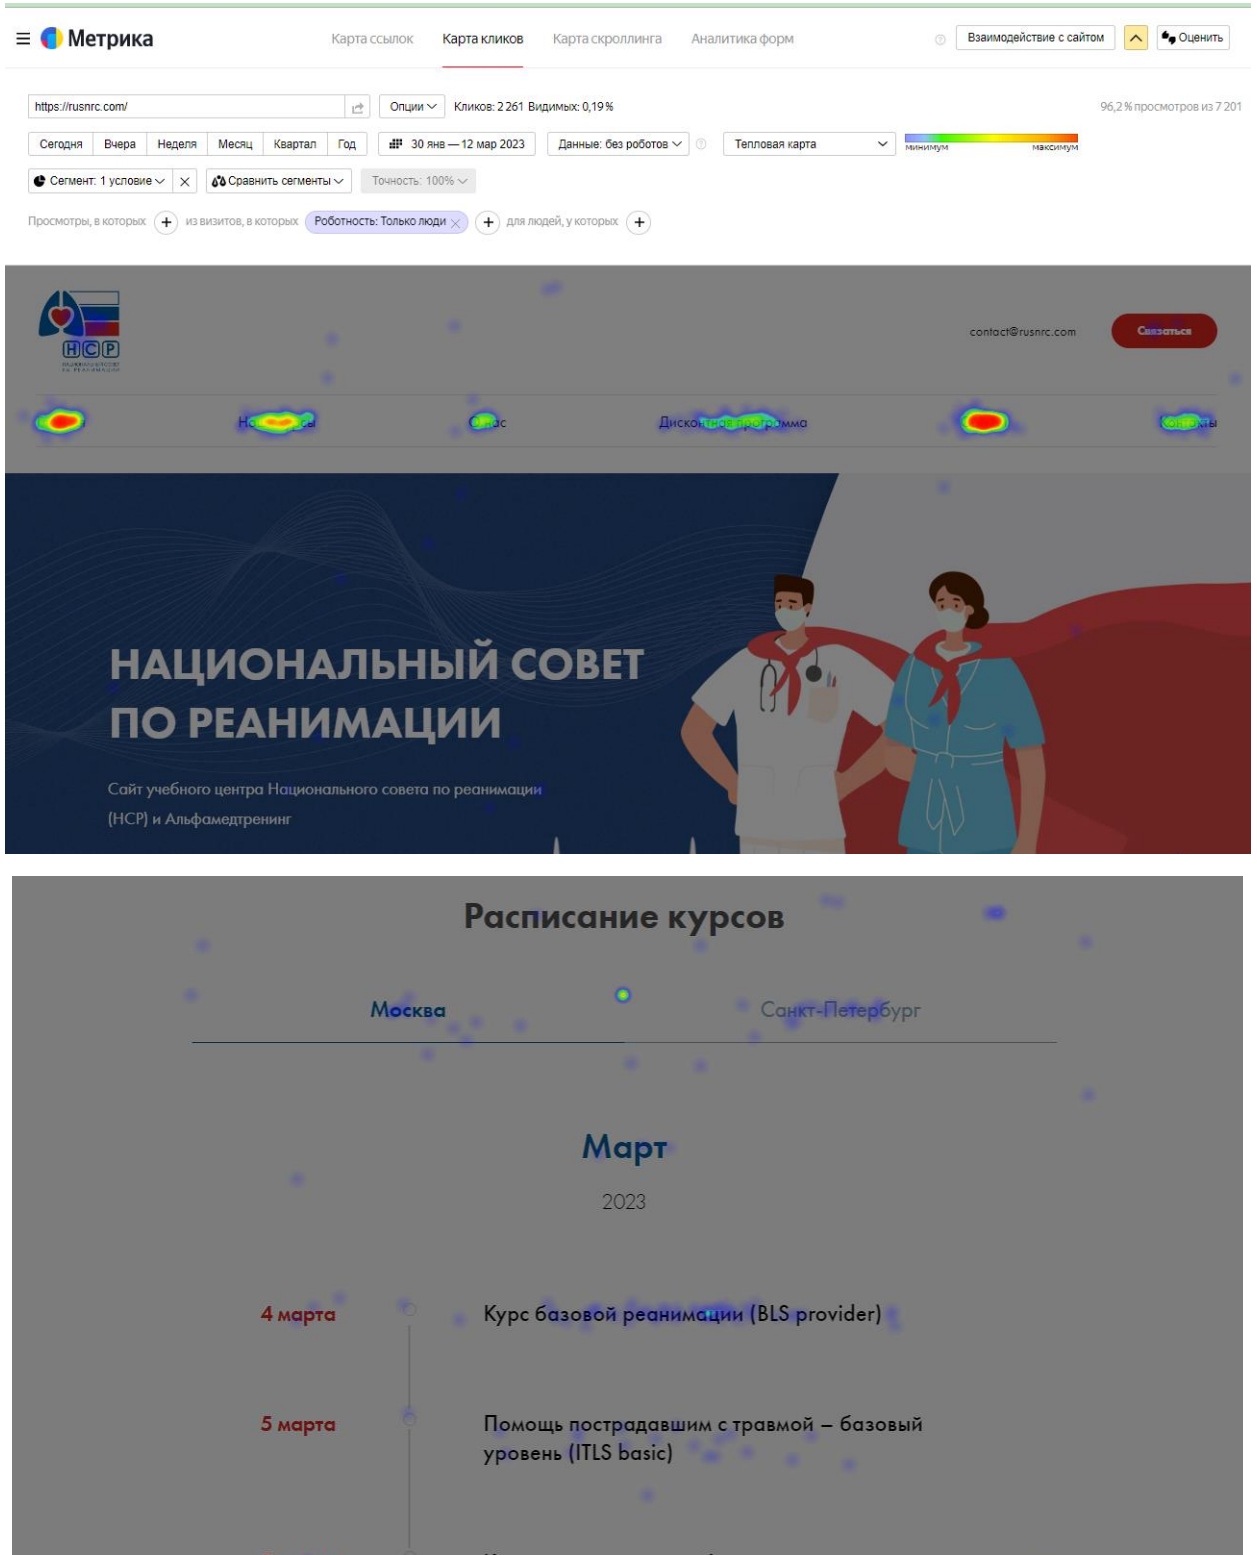 Метрика
Карта ссылок
Карта кликов
Карта скроллинга
Аналитика форм
Взаимодействие с сайтом
Оценить
https://rusnrc.com/
Опции
Кликов: 2 261 Видимых: 0,19 %
96,2 % просмотров из 7 201
Сегодня
Вчера
Неделя
Месяц
Квартал
Год
30 янв — 12 мар 2023
Данные: без роботов
Тепловая карта
минимум
максимум
Сегмент: 1 условие
Сравнить сегменты
Точность: 100%
Просмотры, в которых
из визитов, в которых
Роботность: Только люди
для людей, у которых
НСР
contact@rusnrc.com
Связаться
О нас
Дисконтная программа
Контакты
НАЦИОНАЛЬНЫЙ СОВЕТ
ПО РЕАНИМАЦИИ
Сайт учебного центра Национального совета по реанимации
(НСР) и Альфамедтренинг
Расписание курсов
Москва
Санкт-Петербург
Март
2023
4 марта
Курс базовой реанимации (BLS provider)
5 марта
Помощь пострадавшим с травмой – базовый
уровень (ITLS basic)